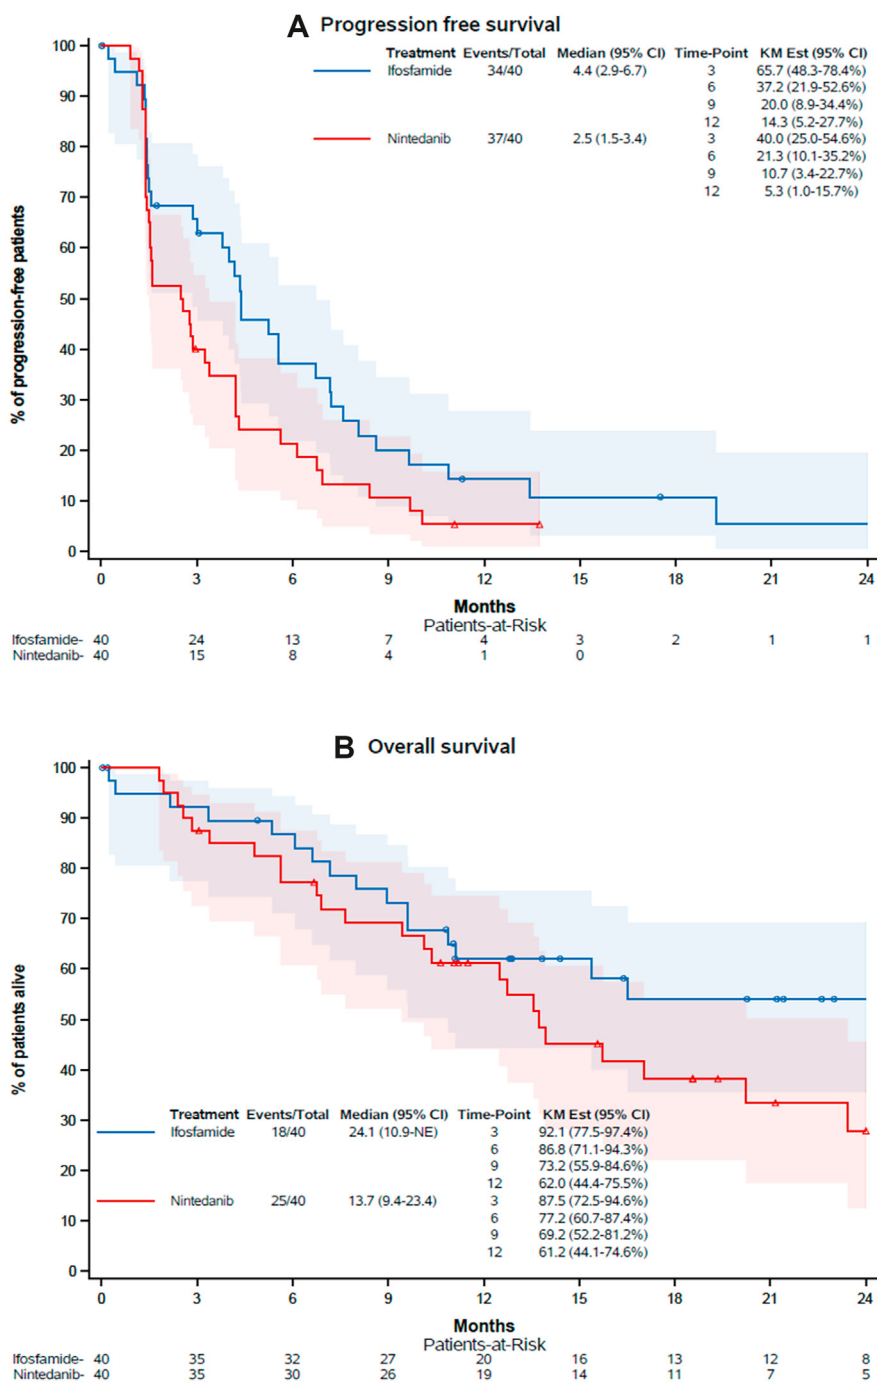 A Progression free survival
Treatment Events/Total Median (95% CI) Time-Point KM Est (95% CI)
Ifosfamide 34/40 4.4 (2.9-6.7) 3 65.7 (48.3-78.4%)
6 37.2 (21.9-52.6%)
9 20.0 (8.9-34.4%)
12 14.3 (5.2-27.7%)
Nintedanib 37/40 2.5 (1.5-3.4) 3 40.0 (25.0-54.6%)
6 21.3 (10.1-35.2%)
9 10.7 (3.4-22.7%)
12 5.3 (1.0-15.7%)
% of progression-free patients
100
90
80
70
60
50
40
30
20
10
0
0 3 6 9 12 15 18 21 24
Months
Patients-at-Risk
Ifosfamide- 40 24 13 7 4 3 2 1 1
Nintedanib- 40 15 8 4 1 0
B Overall survival
% of patients alive
100
90
80
70
60
50
40
30
20
10
0
Treatment Events/Total Median (95% CI) Time-Point KM Est (95% CI)
Ifosfamide 18/40 24.1 (10.9-NE) 3 92.1 (77.5-97.4%)
6 86.8 (71.1-94.3%)
9 73.2 (55.9-84.6%)
12 62.0 (44.4-75.5%)
Nintedanib 25/40 13.7 (9.4-23.4) 3 87.5 (72.5-94.6%)
6 77.2 (60.7-87.4%)
9 69.2 (52.2-81.2%)
12 61.2 (44.1-74.6%)
0 3 6 9 12 15 18 21 24
Months
Patients-at-Risk
Ifosfamide- 40 35 32 27 20 16 13 12 8
Nintedanib- 40 35 30 26 19 14 11 7 5